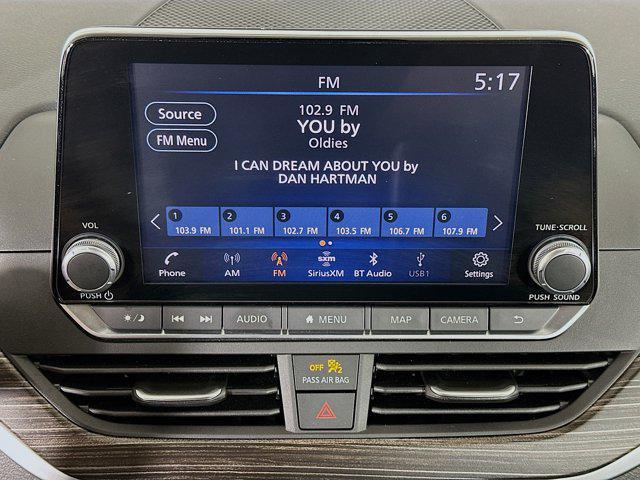 FM
5:17
Source
FM Menu
102.9 FM
YOU by
Oldies
I CAN DREAM ABOUT YOU by
DAN HARTMAN
1 2 3 4 5 6
103.9 FM 101.1 FM 102.7 FM 103.5 FM 106.7 FM 107.9 FM
sxm
Phone AM FM SiriusXM BT Audio USB1 Settings
VOL
PUSH
TUNE·SCROLL
PUSH SOUND
AUDIO MENU MAP CAMERA
OFF 2
PASS AIR BAG